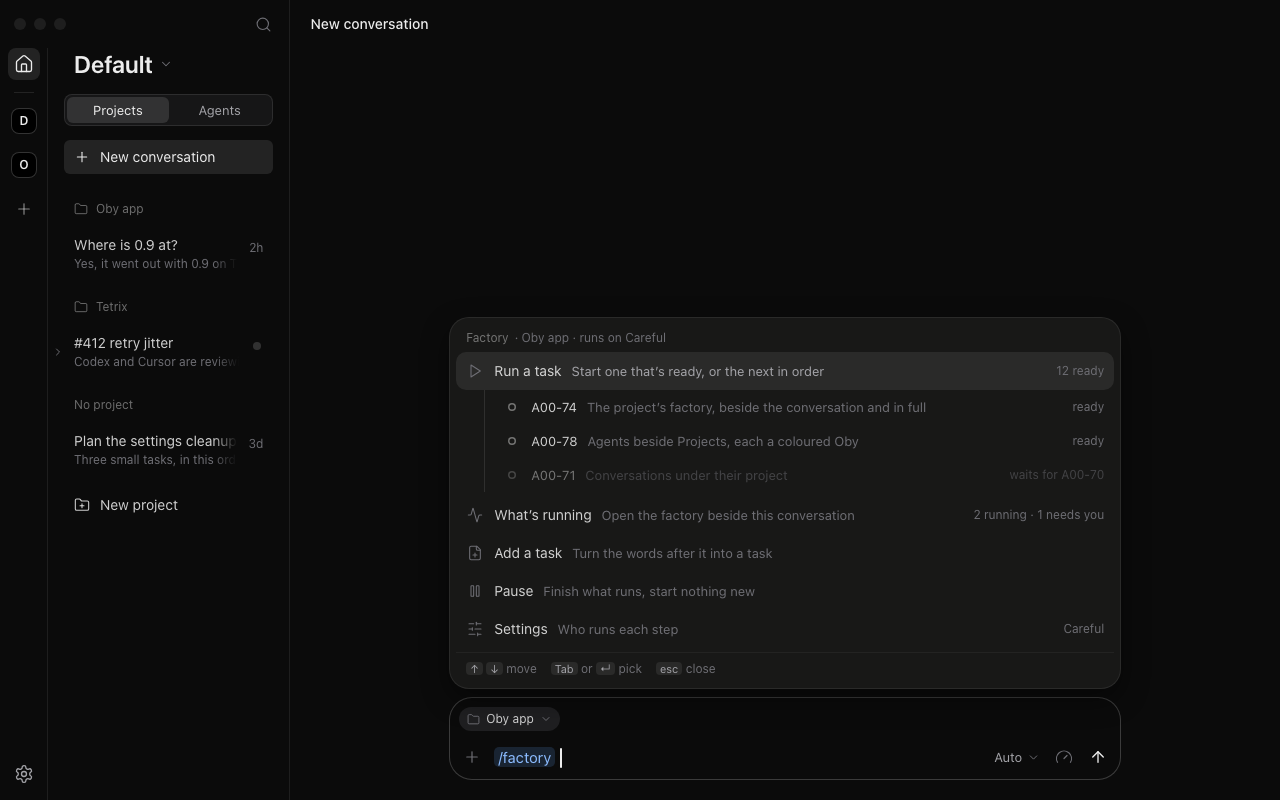 New conversation
Default
Projects
Agents
D
New conversation
O
Oby app
Where is 0.9 at?
2h
Yes, it went out with 0.9 on
Tetrix
#412 retry jitter
Codex and Cursor are review
No project
Plan the settings cleanup
3d
Three small tasks, in this ord
New project
Factory · Oby app · runs on Careful
Run a task Start one that's ready, or the next in order 12 ready
A00-74 The project's factory, beside the conversation and in full ready
A00-78 Agents beside Projects, each a coloured Oby ready
A00-71 Conversations under their project waits for A00-70
What's running Open the factory beside this conversation 2 running · 1 needs you
Add a task Turn the words after it into a task
Pause Finish what runs, start nothing new
Settings Who runs each step Careful
↑ ↓ move Tab or ↵ pick esc close
Oby app
/factory
Auto